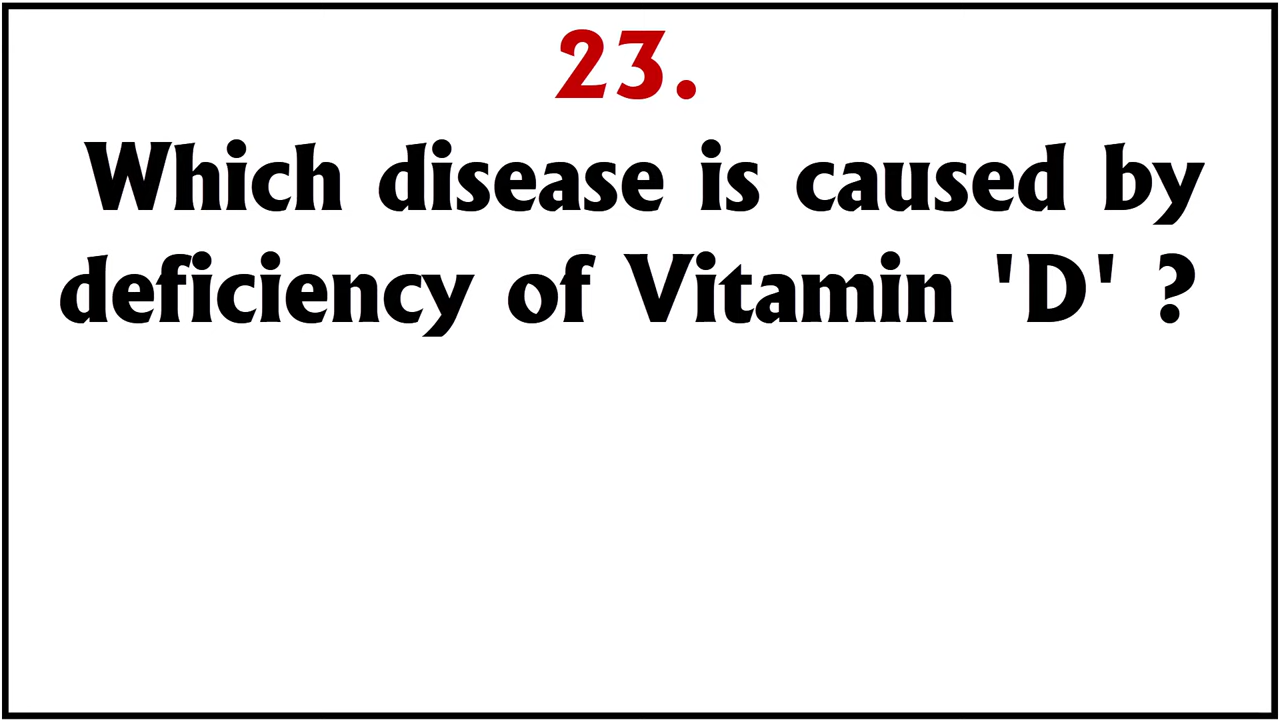 23.
Which disease is caused by
deficiency of Vitamin 'D' ?